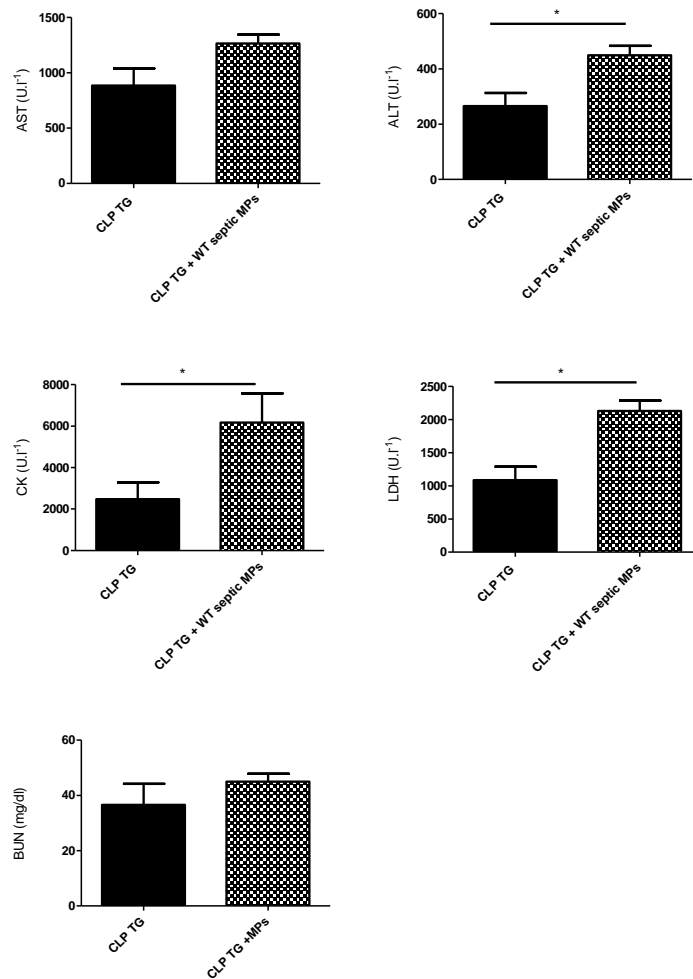 1500
1000
500
0
AST (U.l-1)
CLP TG
CLP TG + WT septic MPs
*
600
400
200
0
ALT (U.l-1)
CLP TG
CLP TG + WT septic MPs
*
8000
6000
4000
2000
0
CK (U.l-1)
CLP TG
CLP TG + WT septic MPs
*
2500
2000
1500
1000
500
0
LDH (U.l-1)
CLP TG
CLP TG + WT septic MPs
60
40
20
0
BUN (mg/dl)
CLP TG
CLP TG +MPs